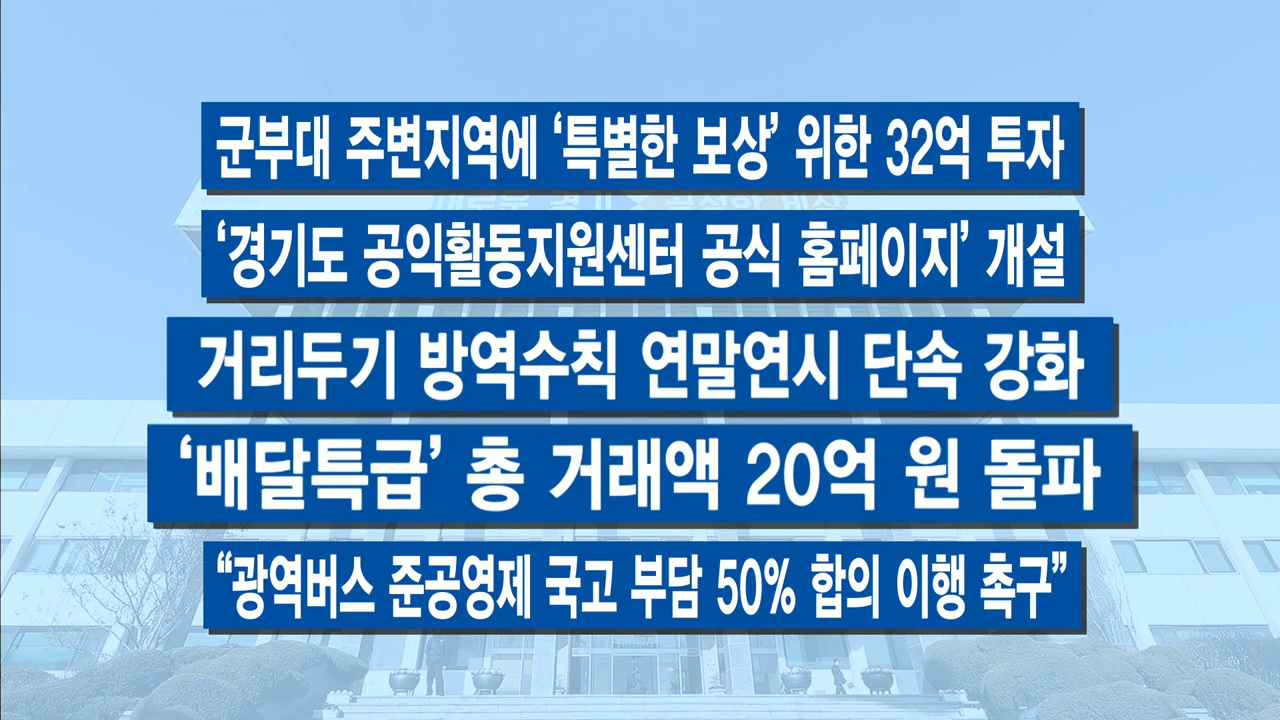 군부대 주변지역에 ‘특별한 보상’ 위한 32억 투자
‘경기도 공익활동지원센터 공식 홈페이지’ 개설
거리두기 방역수칙 연말연시 단속 강화
‘배달특급’ 총 거래액 20억 원 돌파
“광역버스 준공영제 국고 부담 50% 합의 이행 촉구”